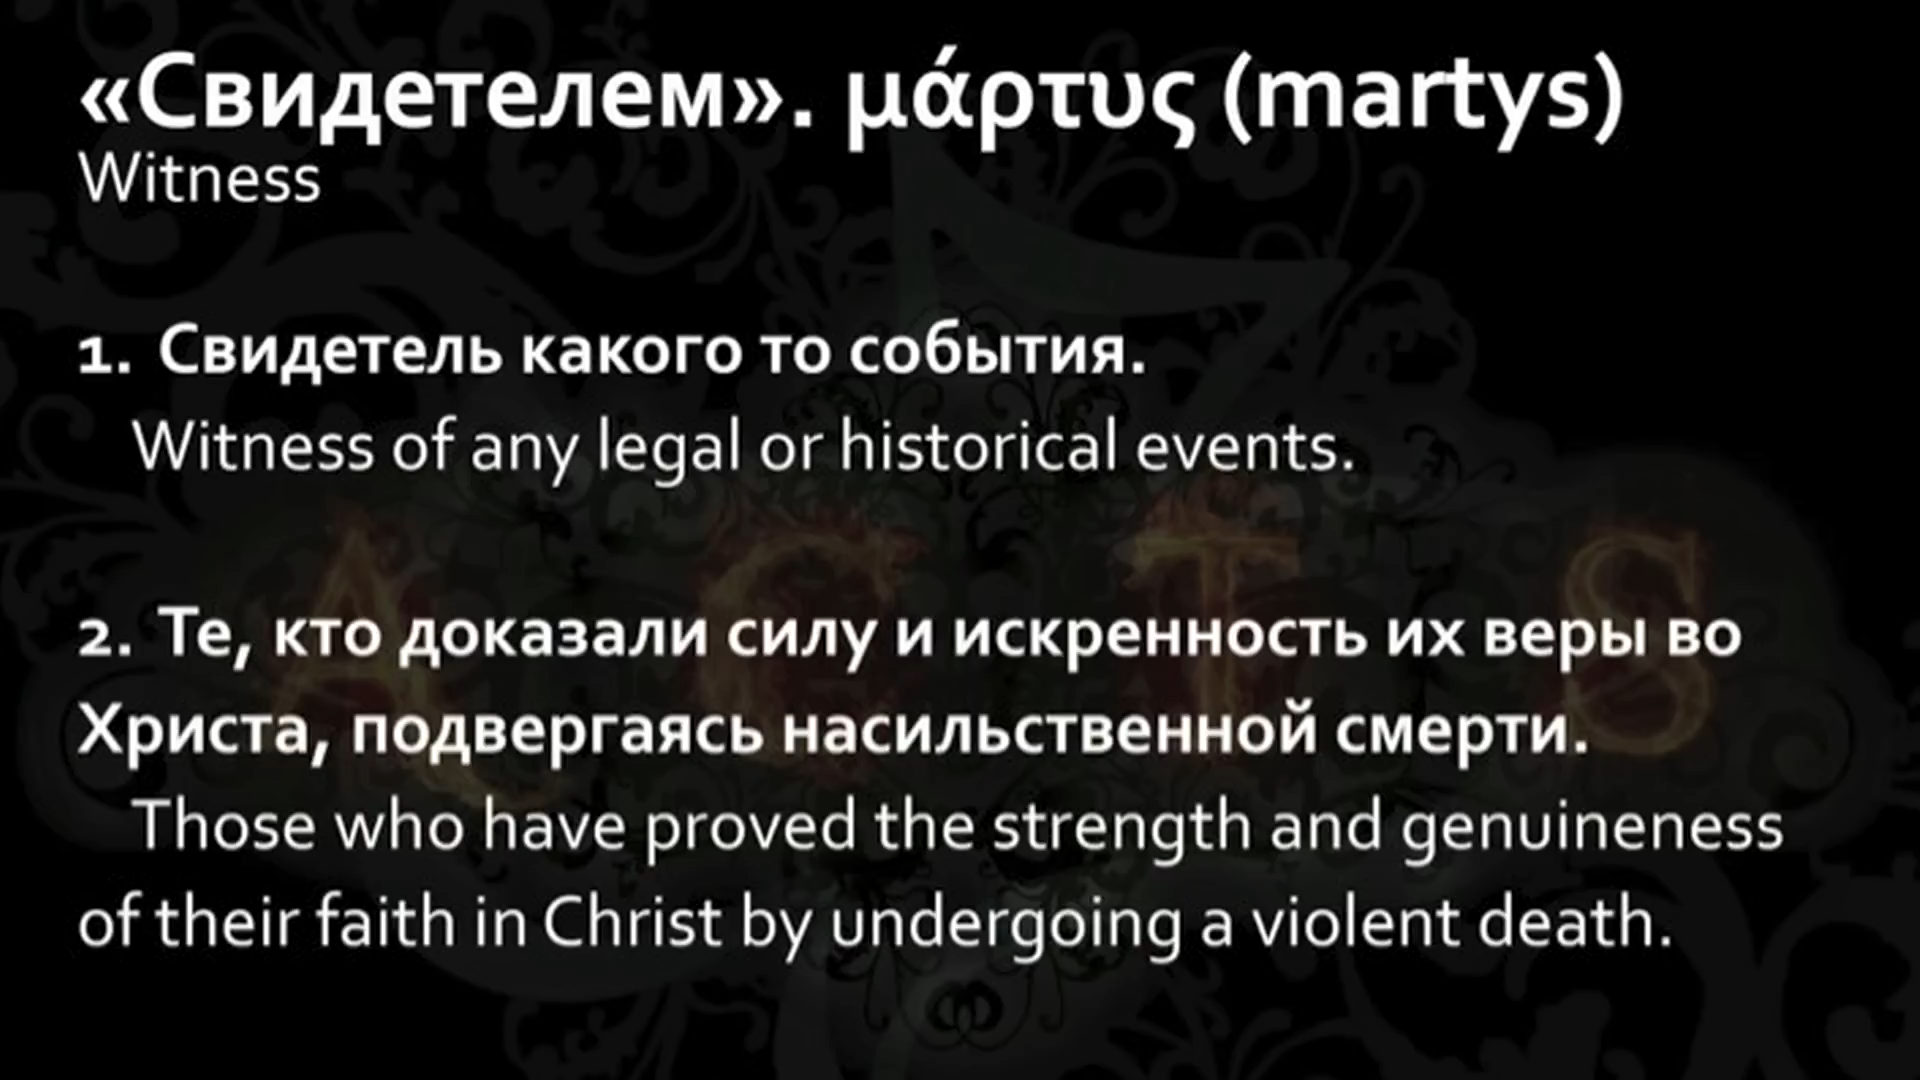 «Свидетелем». μάρτυς (martys)
Witness
1. Свидетель какого то события.
Witness of any legal or historical events.
A C T S
2. Те, кто доказали силу и искренность их веры во
Христа, подвергаясь насильственной смерти.
Those who have proved the strength and genuineness
of their faith in Christ by undergoing a violent death.